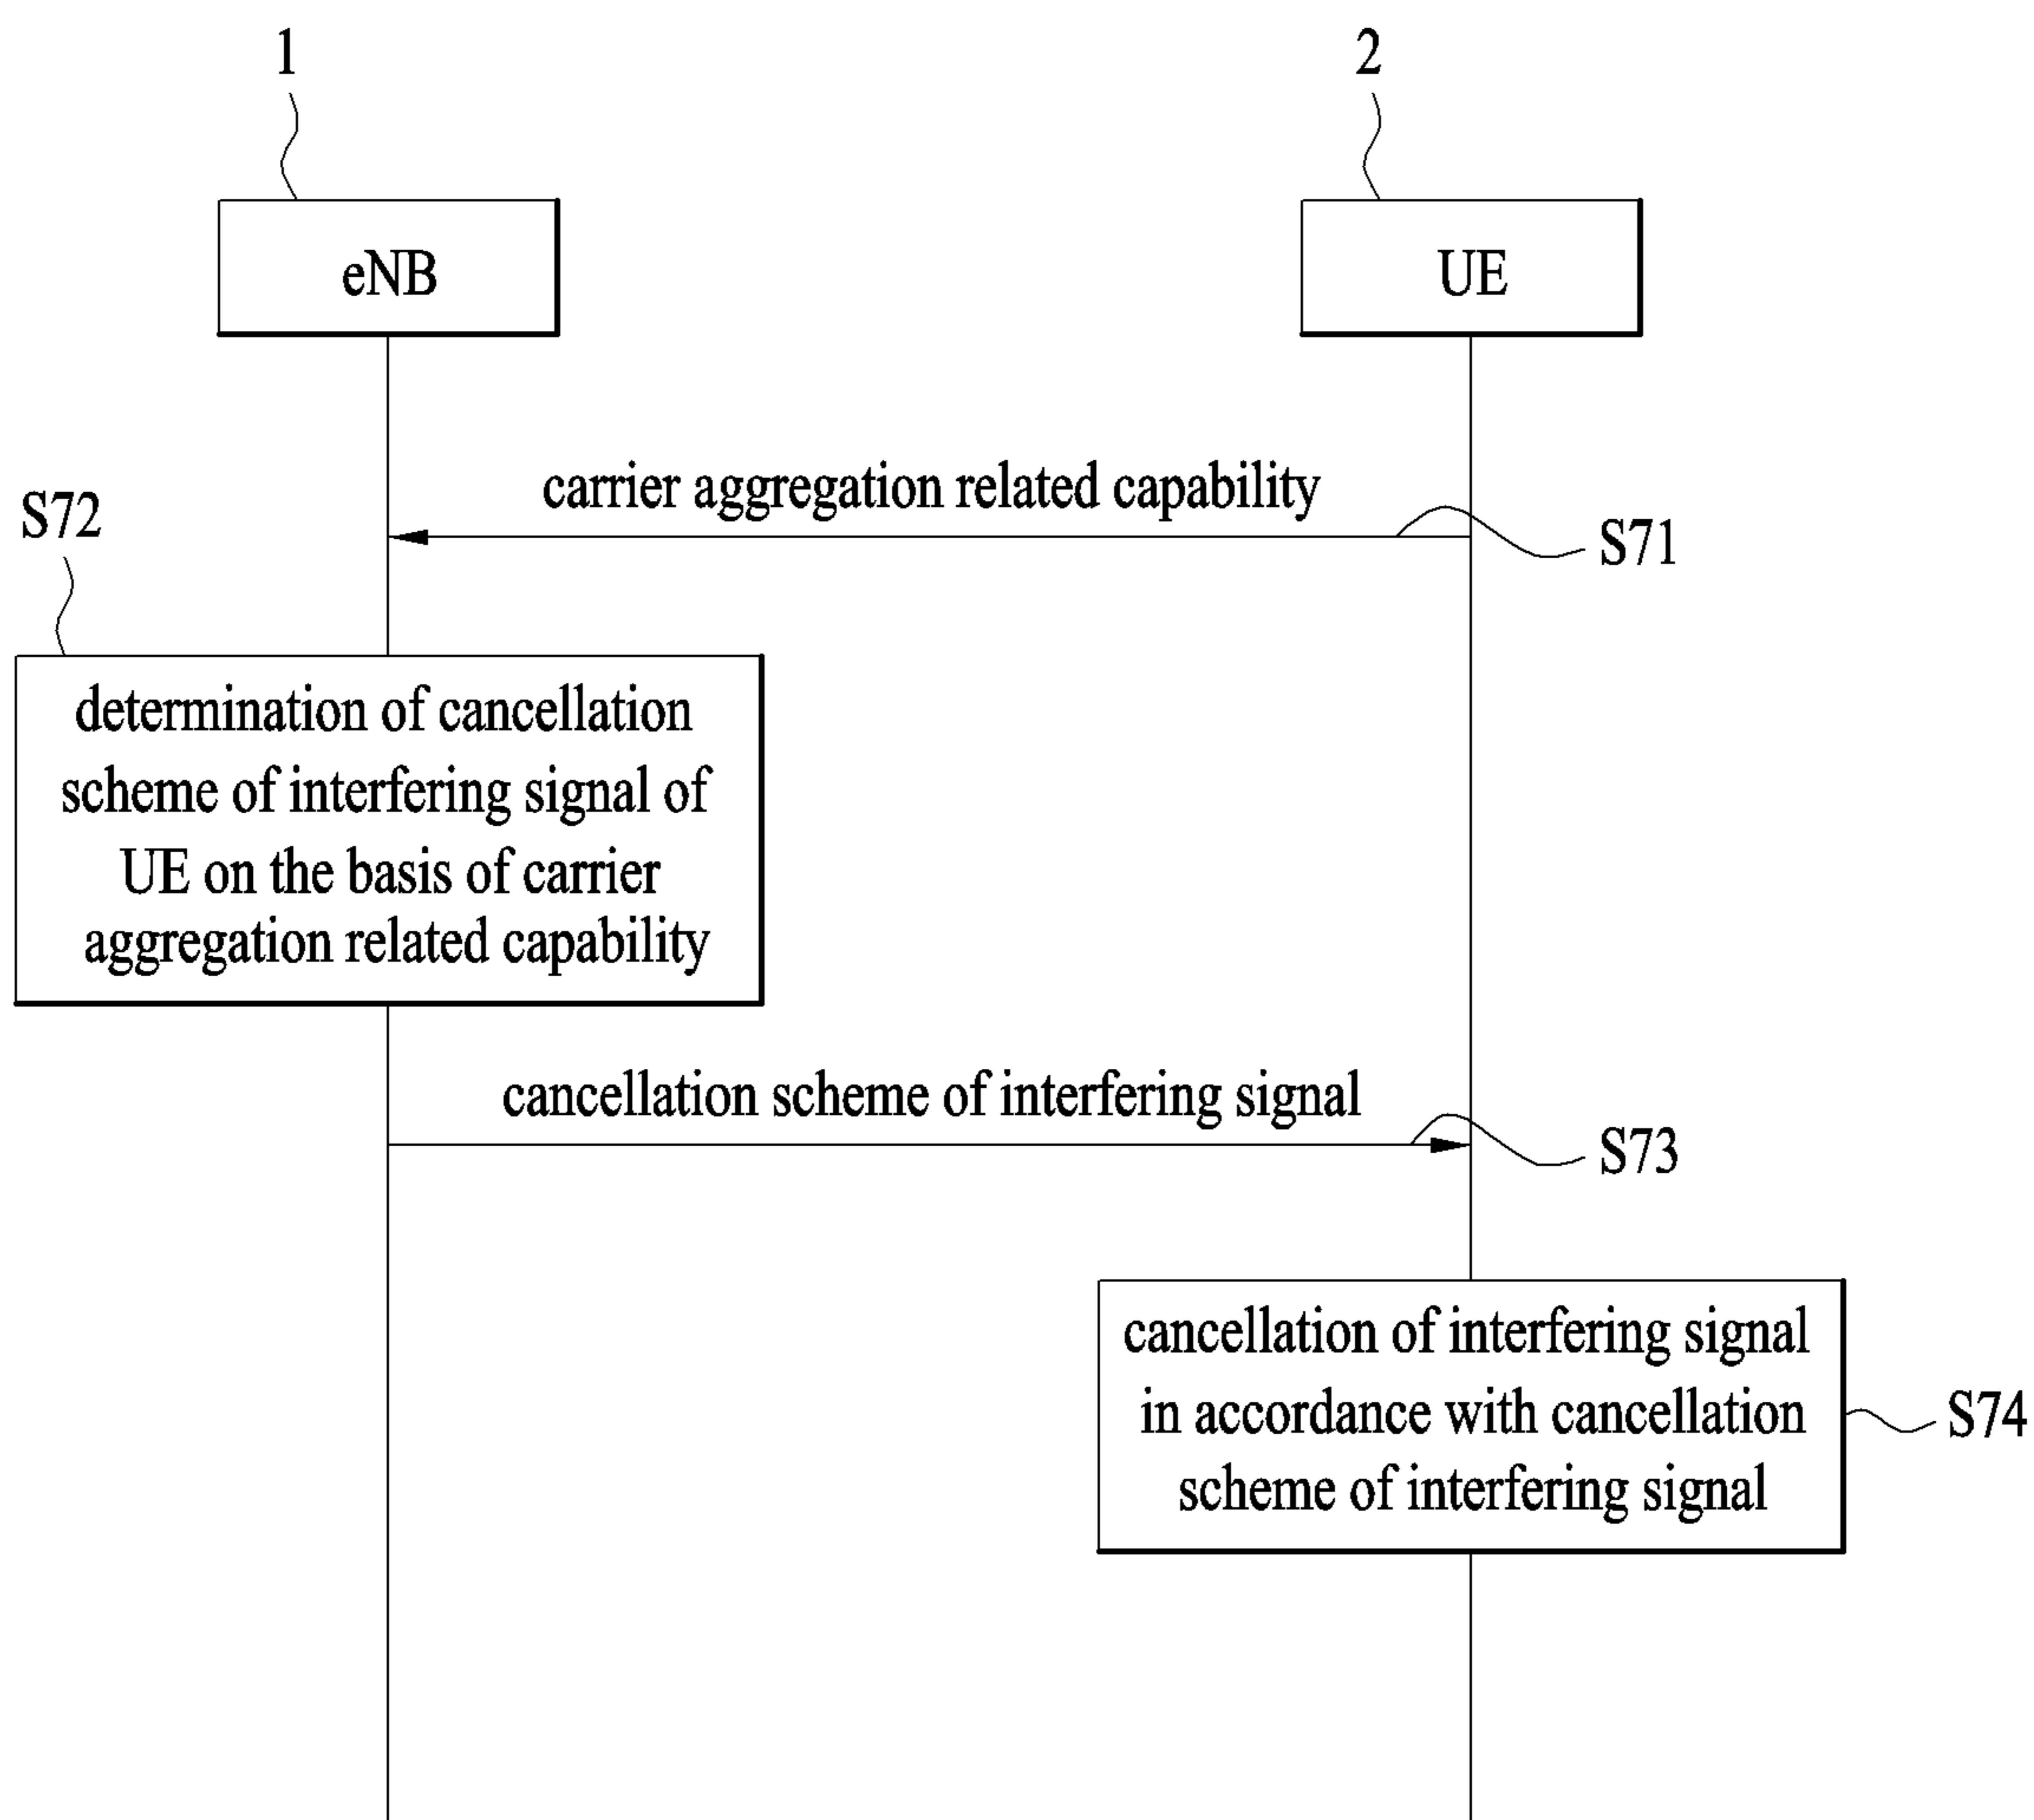 1
2
eNB
UE
carrier aggregation related capability
S72
S71
determination of cancellation
scheme of interfering signal of
UE on the basis of carrier
aggregation related capability
cancellation scheme of interfering signal
S73
cancellation of interfering signal
in accordance with cancellation
scheme of interfering signal
S74